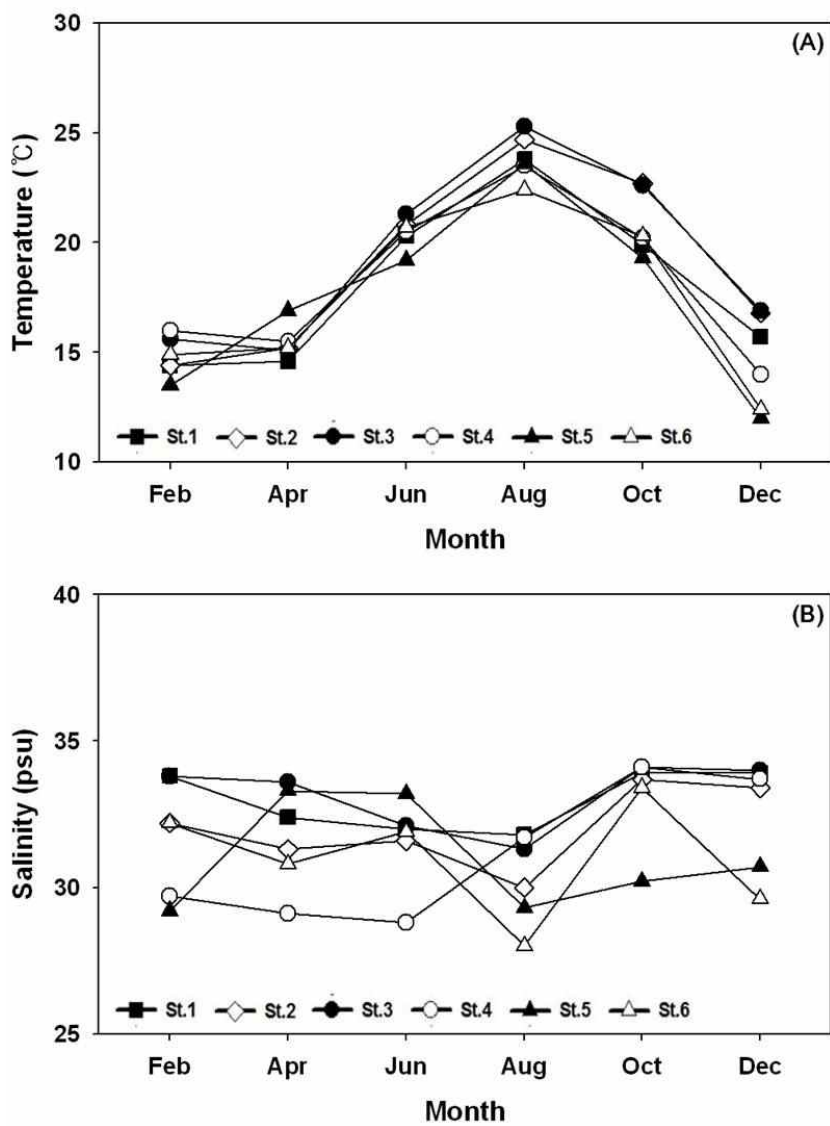 (A)
30
25
20
15
10
Temperature (℃)
St.1 St.2 St.3 St.4 St.5 St.6
Feb Apr Jun Aug Oct Dec
Month
(B)
40
35
30
25
Salinity (psu)
St.1 St.2 St.3 St.4 St.5 St.6
Feb Apr Jun Aug Oct Dec
Month